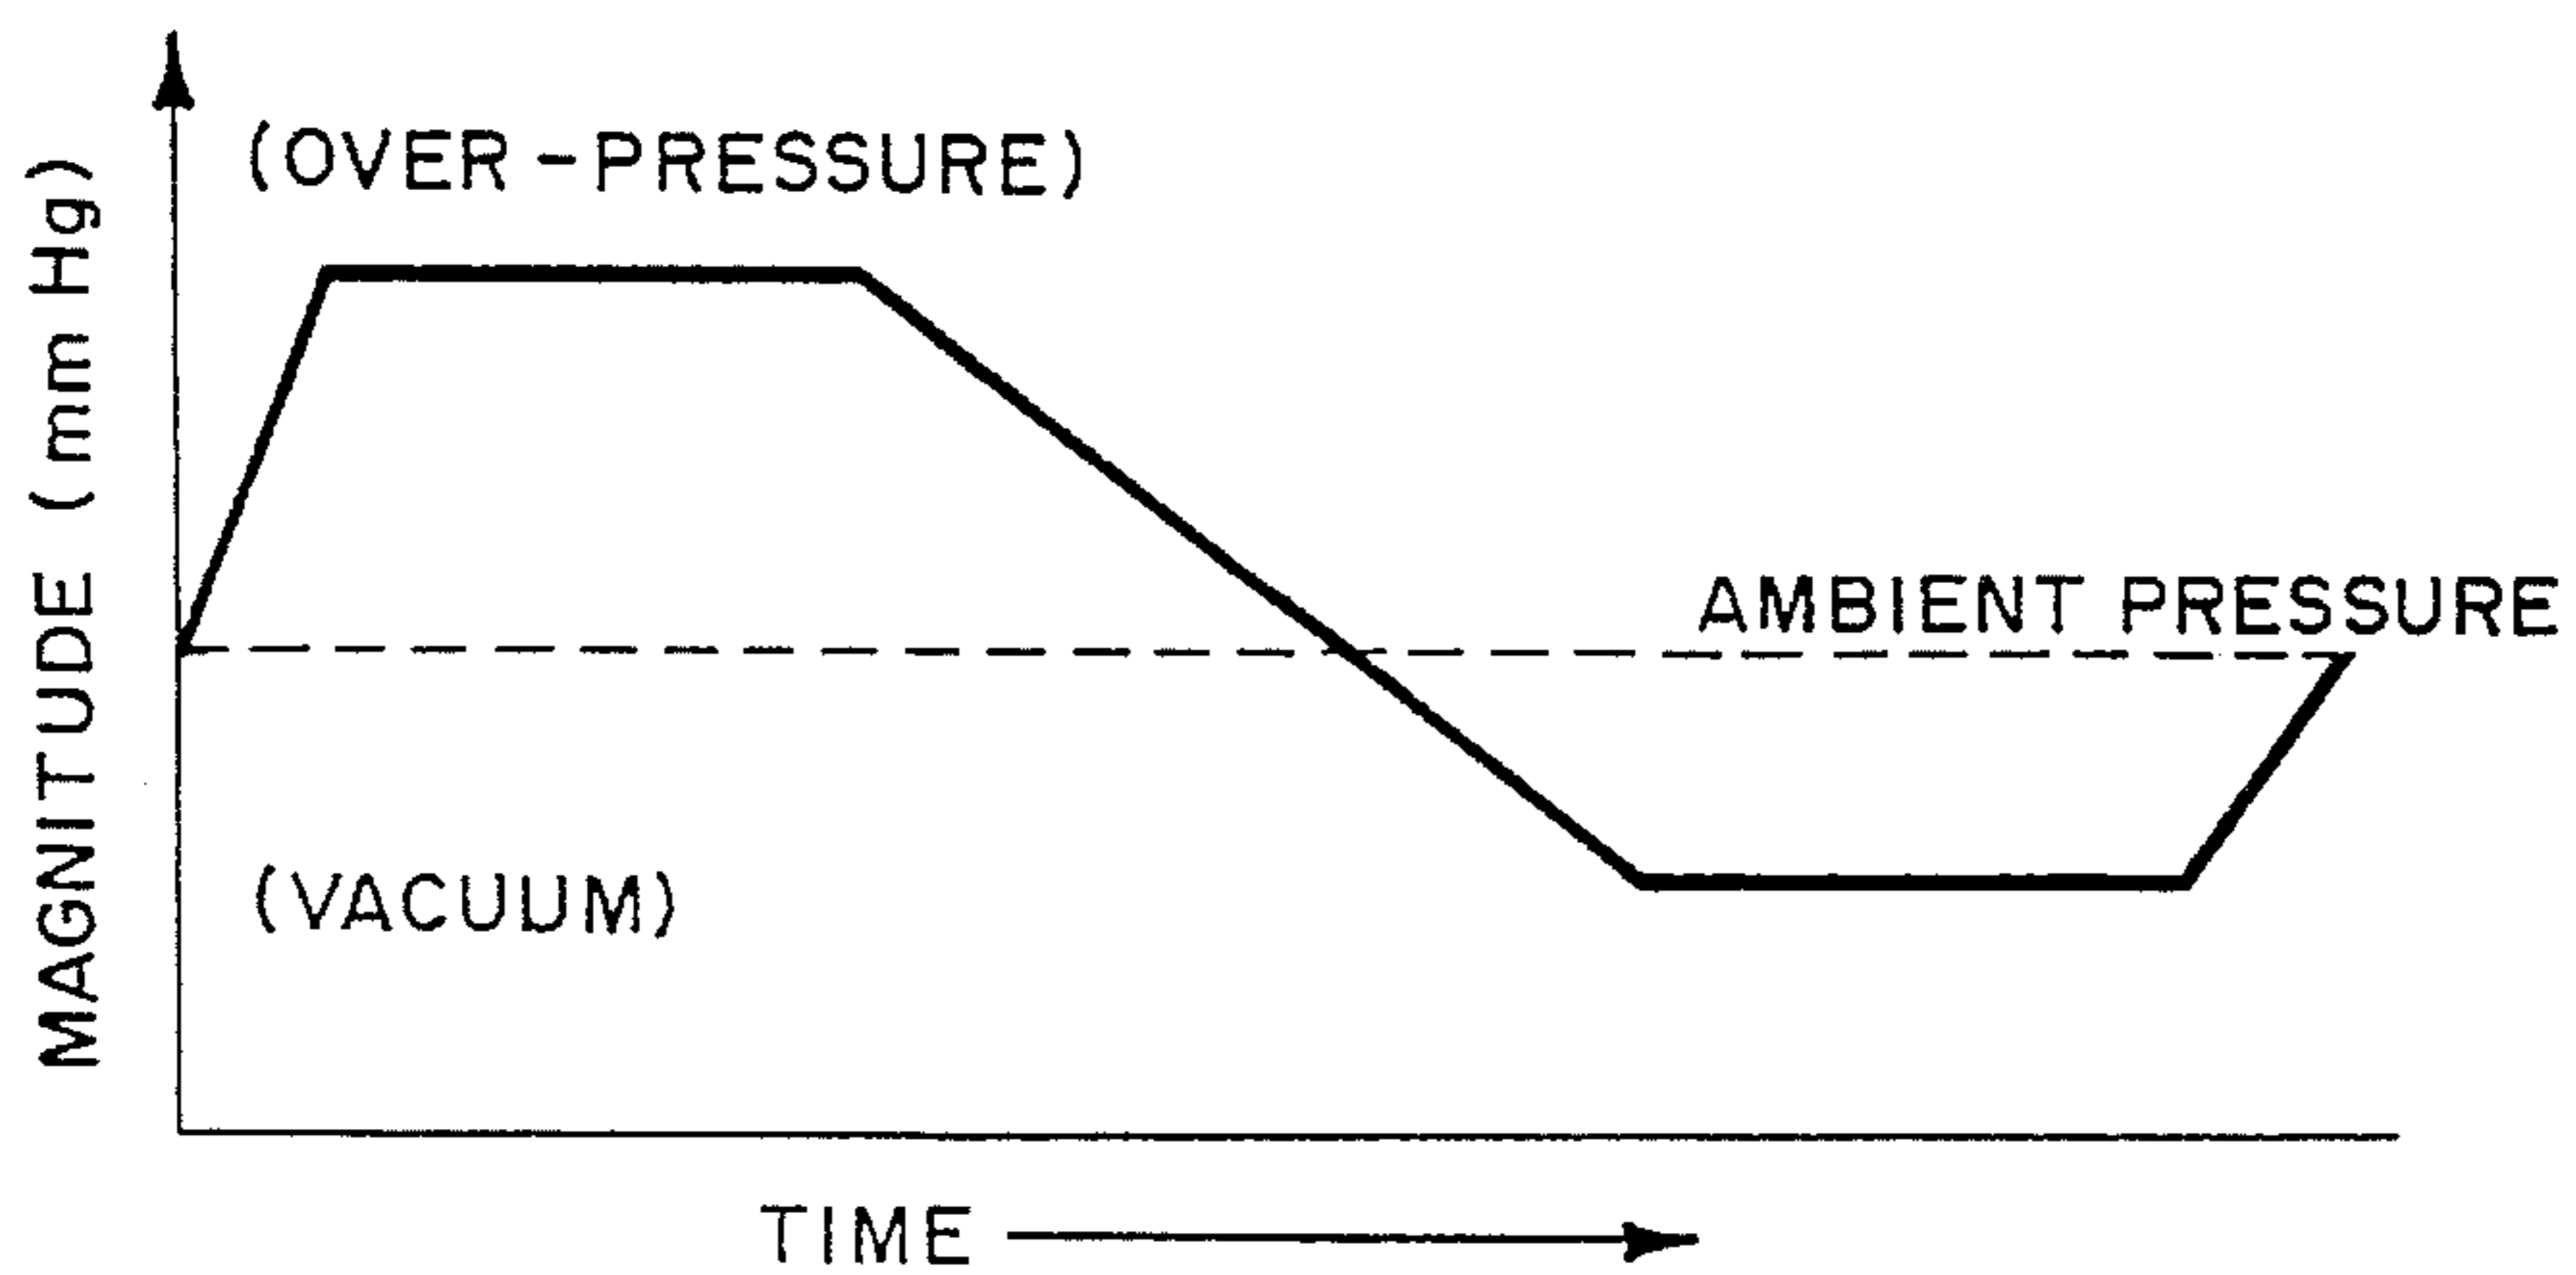 MAGNITUDE (mm Hg)
(OVER-PRESSURE)
AMBIENT PRESSURE
(VACUUM)
TIME